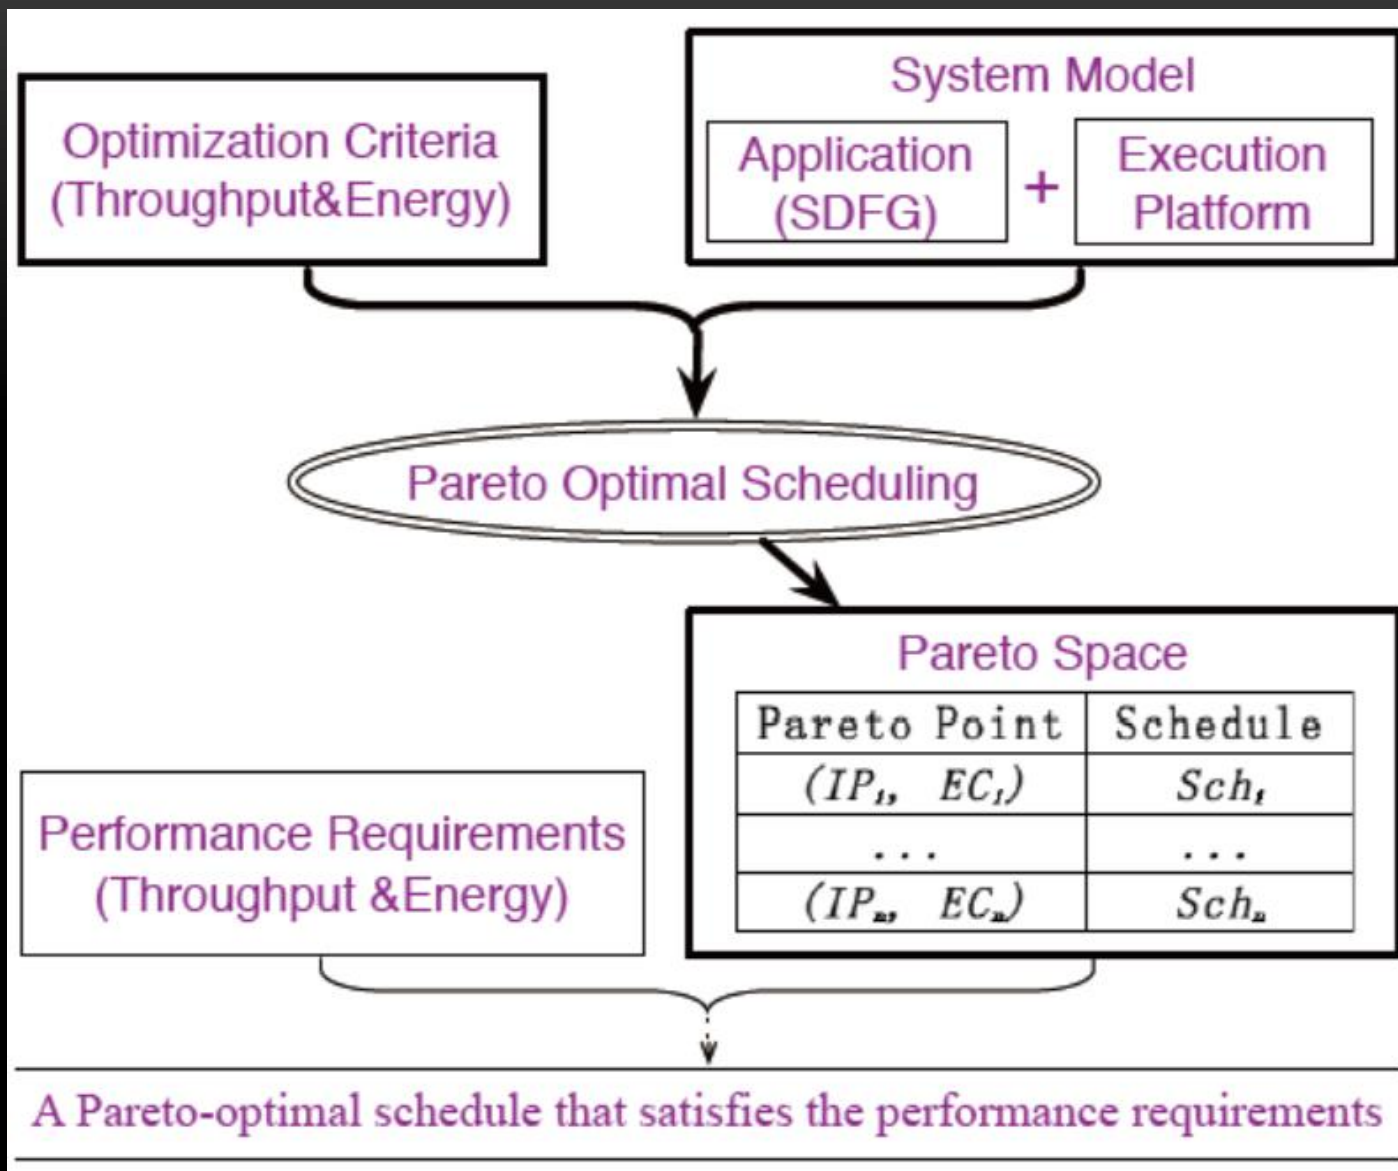 Optimization Criteria
(Throughput&Energy)
System Model
Application
(SDFG)
+
Execution
Platform
Pareto Optimal Scheduling
Pareto Space
Pareto Point Schedule
(IP₁, EC₁) Sch₁
... ...
(IPₙ, ECₙ) Schₙ
Performance Requirements
(Throughput &Energy)
A Pareto-optimal schedule that satisfies the performance requirements